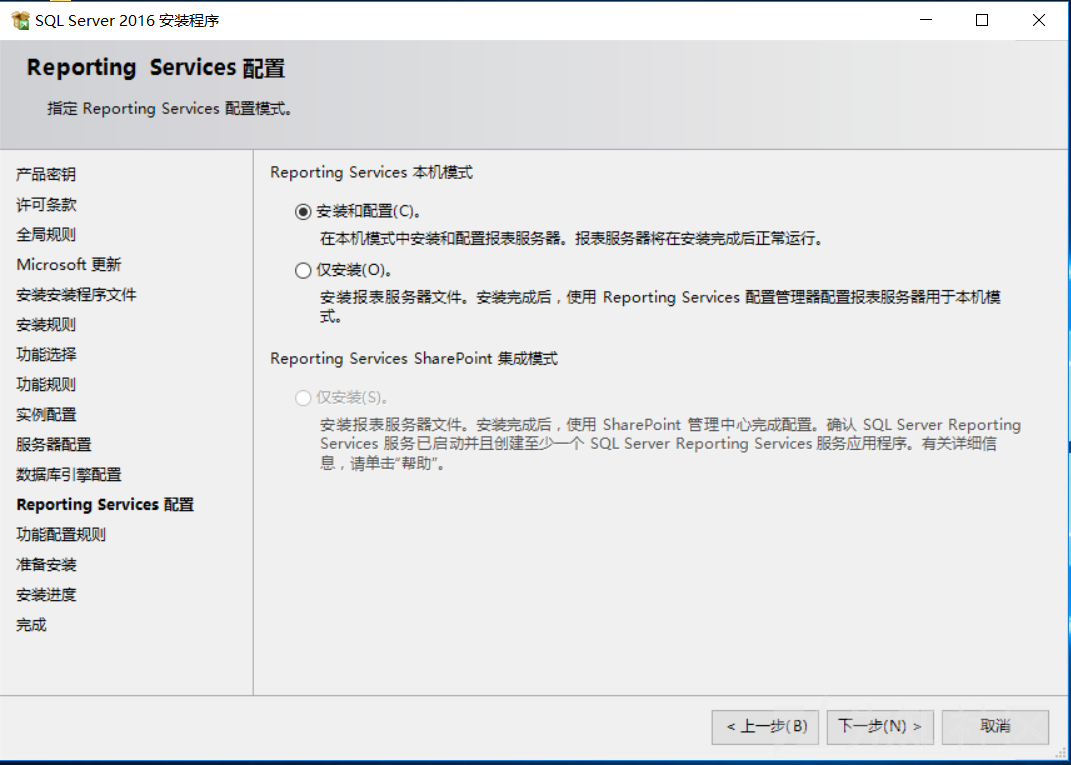 SQL Server 2016 安装程序
Reporting Services 配置
指定 Reporting Services 配置模式。
产品密钥
许可条款
全局规则
Microsoft 更新
安装安装程序文件
安装规则
功能选择
功能规则
实例配置
服务器配置
数据库引擎配置
Reporting Services 配置
功能配置规则
准备安装
安装进度
完成
Reporting Services 本机模式
安装和配置(C)。
在本机模式中安装和配置报表服务器。报表服务器将在安装完成后正常运行。
仅安装(O)。
安装报表服务器文件。安装完成后，使用 Reporting Services 配置管理器配置报表服务器用于本机模
式。
Reporting Services SharePoint 集成模式
仅安装(S)。
安装报表服务器文件。安装完成后，使用 SharePoint 管理中心完成配置。确认 SQL Server Reporting
Services 服务已启动并且创建至少一个 SQL Server Reporting Services 服务应用程序。有关详细信
息，请单击“帮助”。
< 上一步(B) 下一步(N) > 取消